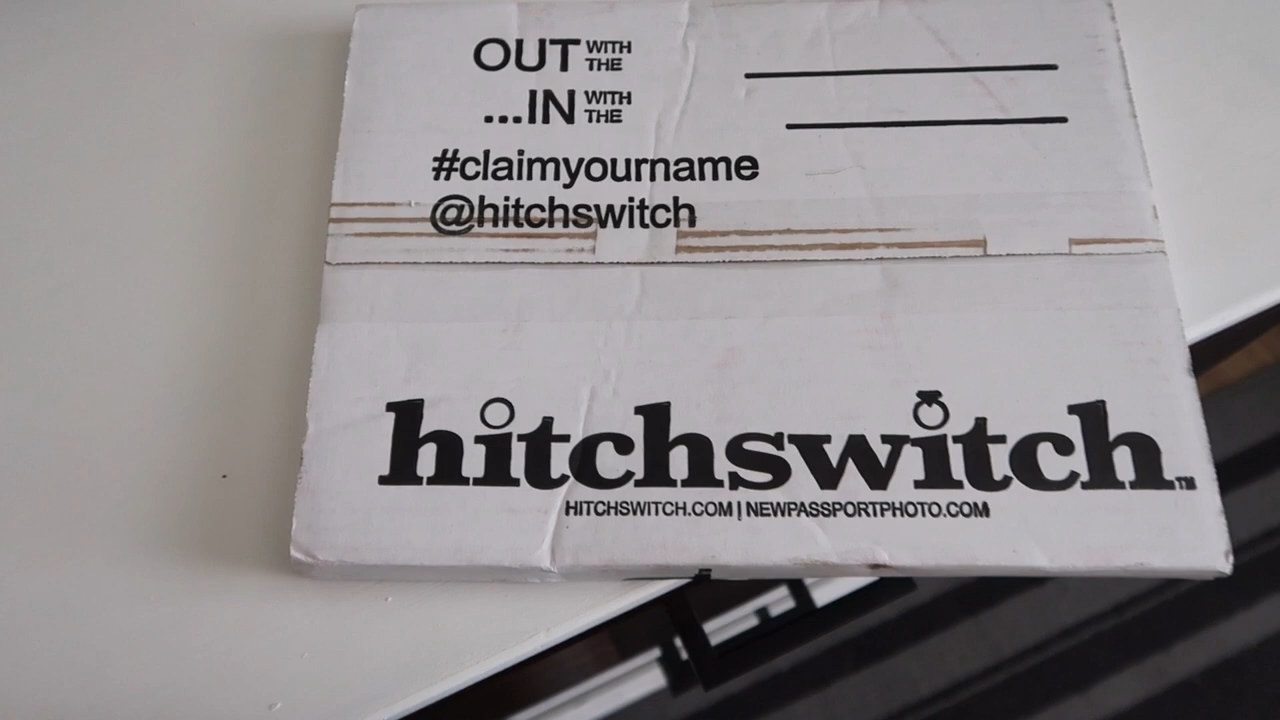 OUT WITH THE
...IN WITH THE
#claimyourname
@hitchswitch
hitchswitch™
HITCHSWITCH.COM | NEWPASSPORTPHOTO.COM